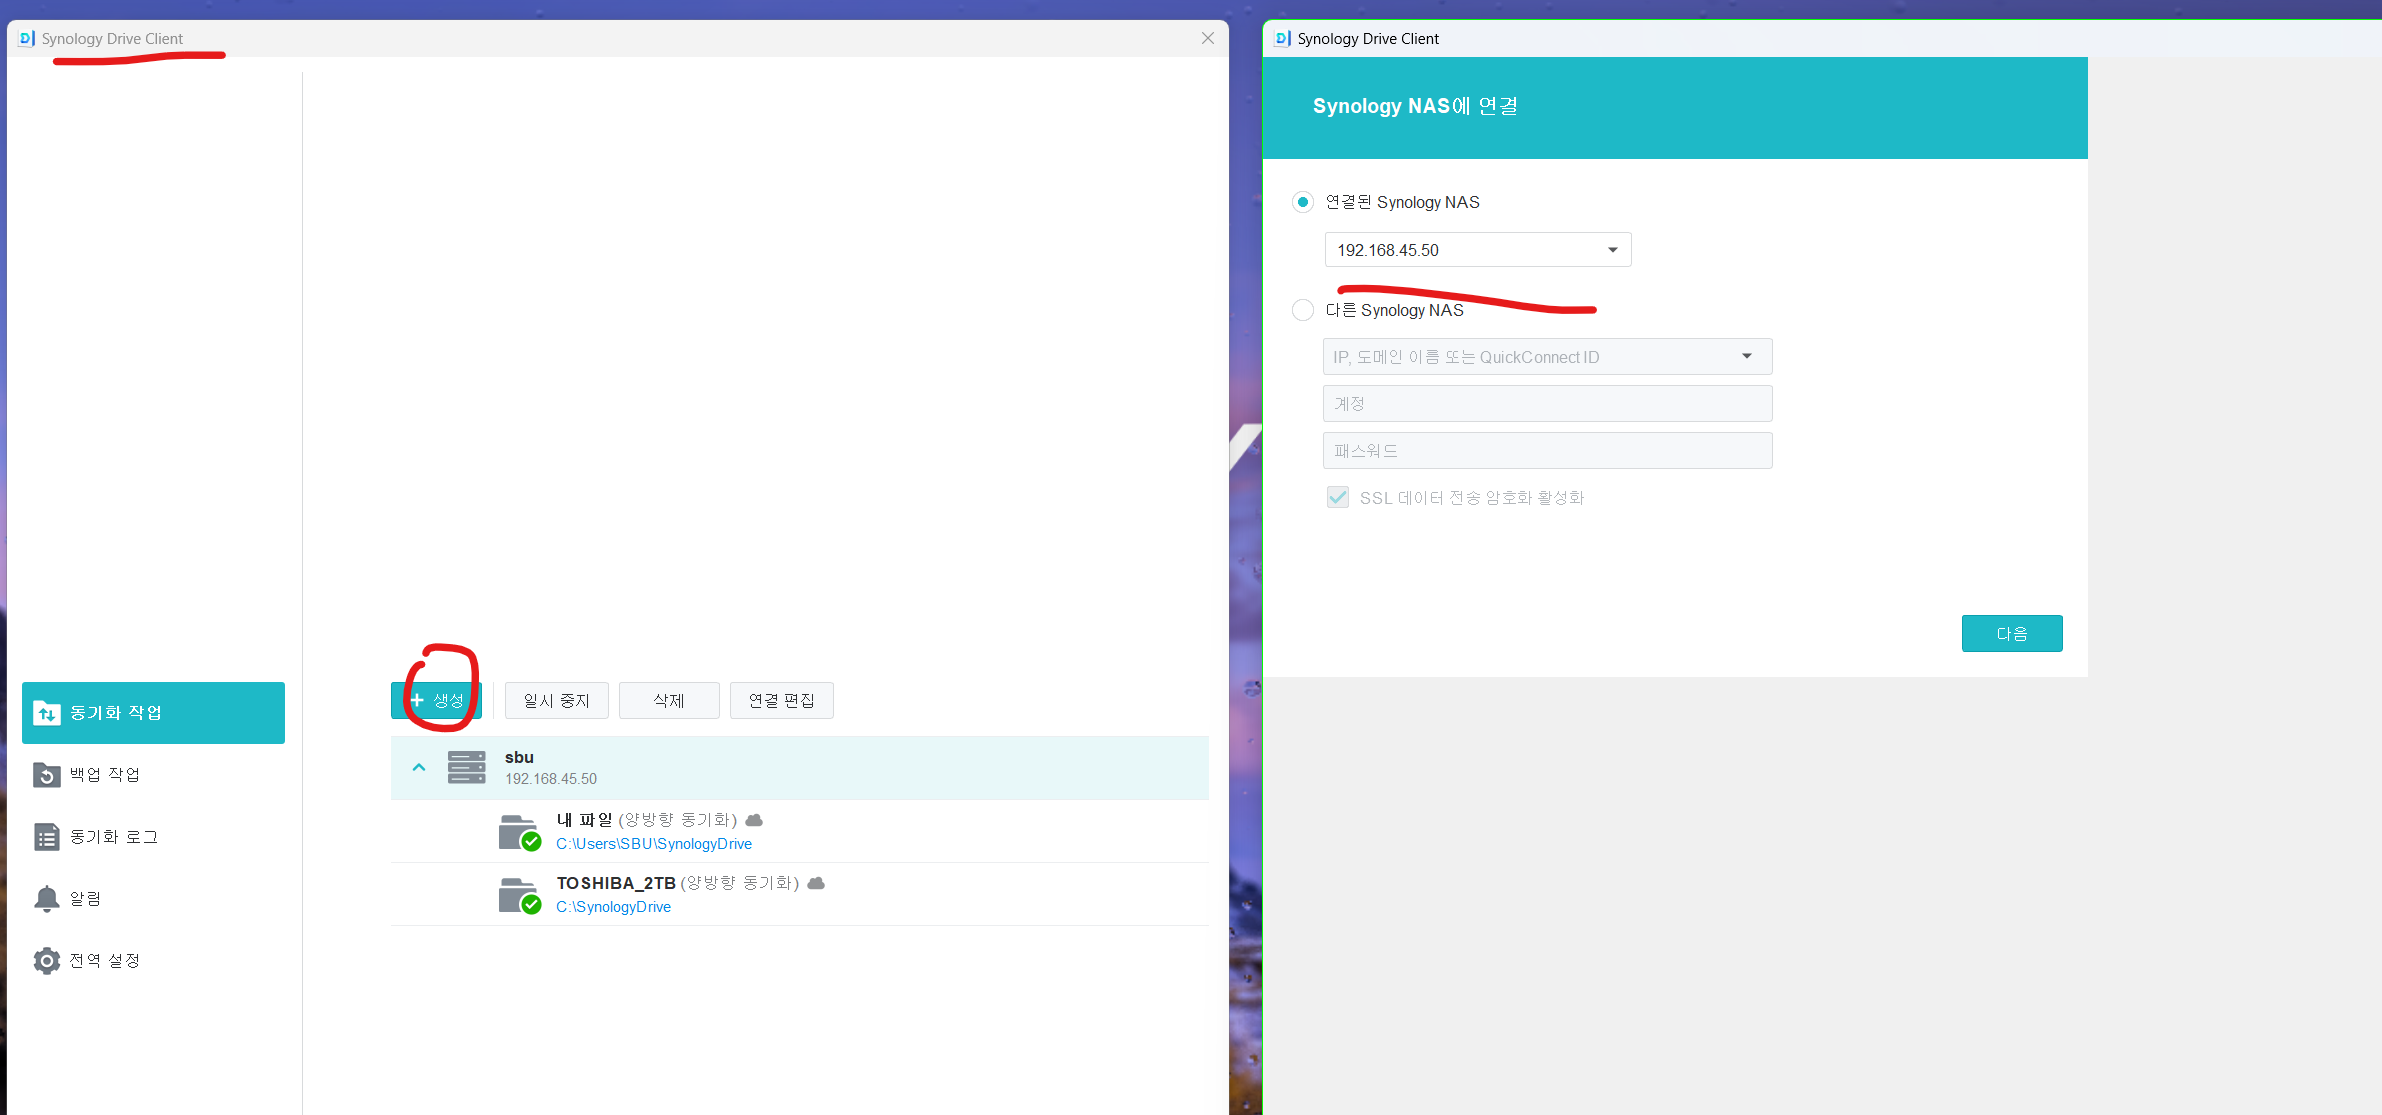 Synology Drive Client
동기화 작업
백업 작업
동기화 로그
알림
전역 설정
+ 생성
일시 중지
삭제
연결 편집
sbu
192.168.45.50
내 파일 (양방향 동기화)
C:\Users\SBU\SynologyDrive
TOSHIBA_2TB (양방향 동기화)
C:\SynologyDrive
Synology Drive Client
Synology NAS에 연결
연결된 Synology NAS
192.168.45.50
다른 Synology NAS
IP, 도메인 이름 또는 QuickConnect ID
계정
패스워드
SSL 데이터 전송 암호화 활성화
다음